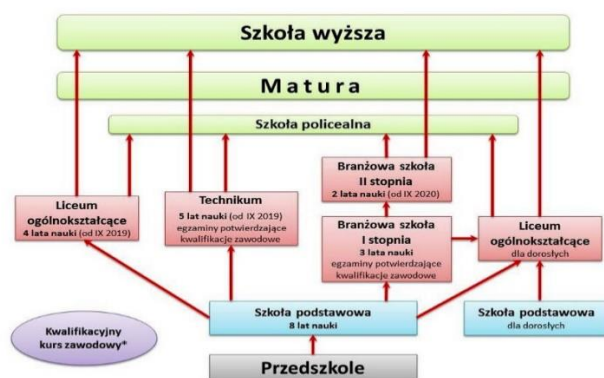 Szkoła wyższa
Matura
Szkoła policealna
Branżowa szkoła
II stopnia
2 lata nauki (od IX 2020)
Liceum
ogólnokształcące
4 lata nauki (od IX 2019)
Technikum
5 lat nauki (od IX 2019)
egzaminy potwierdzające
kwalifikacje zawodowe
Branżowa szkoła
I stopnia
3 lata nauki
egzaminy potwierdzające
kwalifikacje zawodowe
Liceum
ogólnokształcące
dla dorosłych
Szkoła podstawowa
8 lat nauki
Szkoła podstawowa
dla dorosłych
Kwalifikacyjny
kurs zawodowy*
Przedszkole